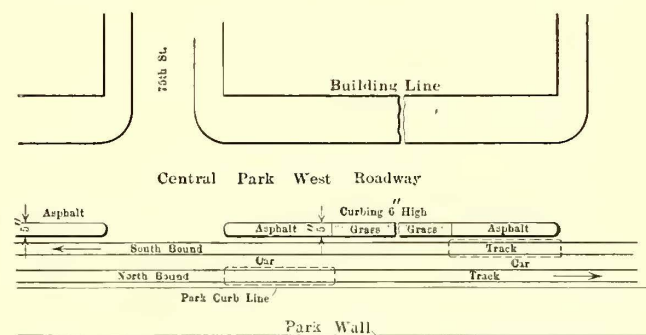 75th St.
Building Line
Central Park West Roadway
Asphalt
Curbing 6" High
5"
Asphalt
5"
Grass
Grass
Asphalt
South Bound
Track
Car
Car
North Bound
Track
Park Curb Line
Park Wall